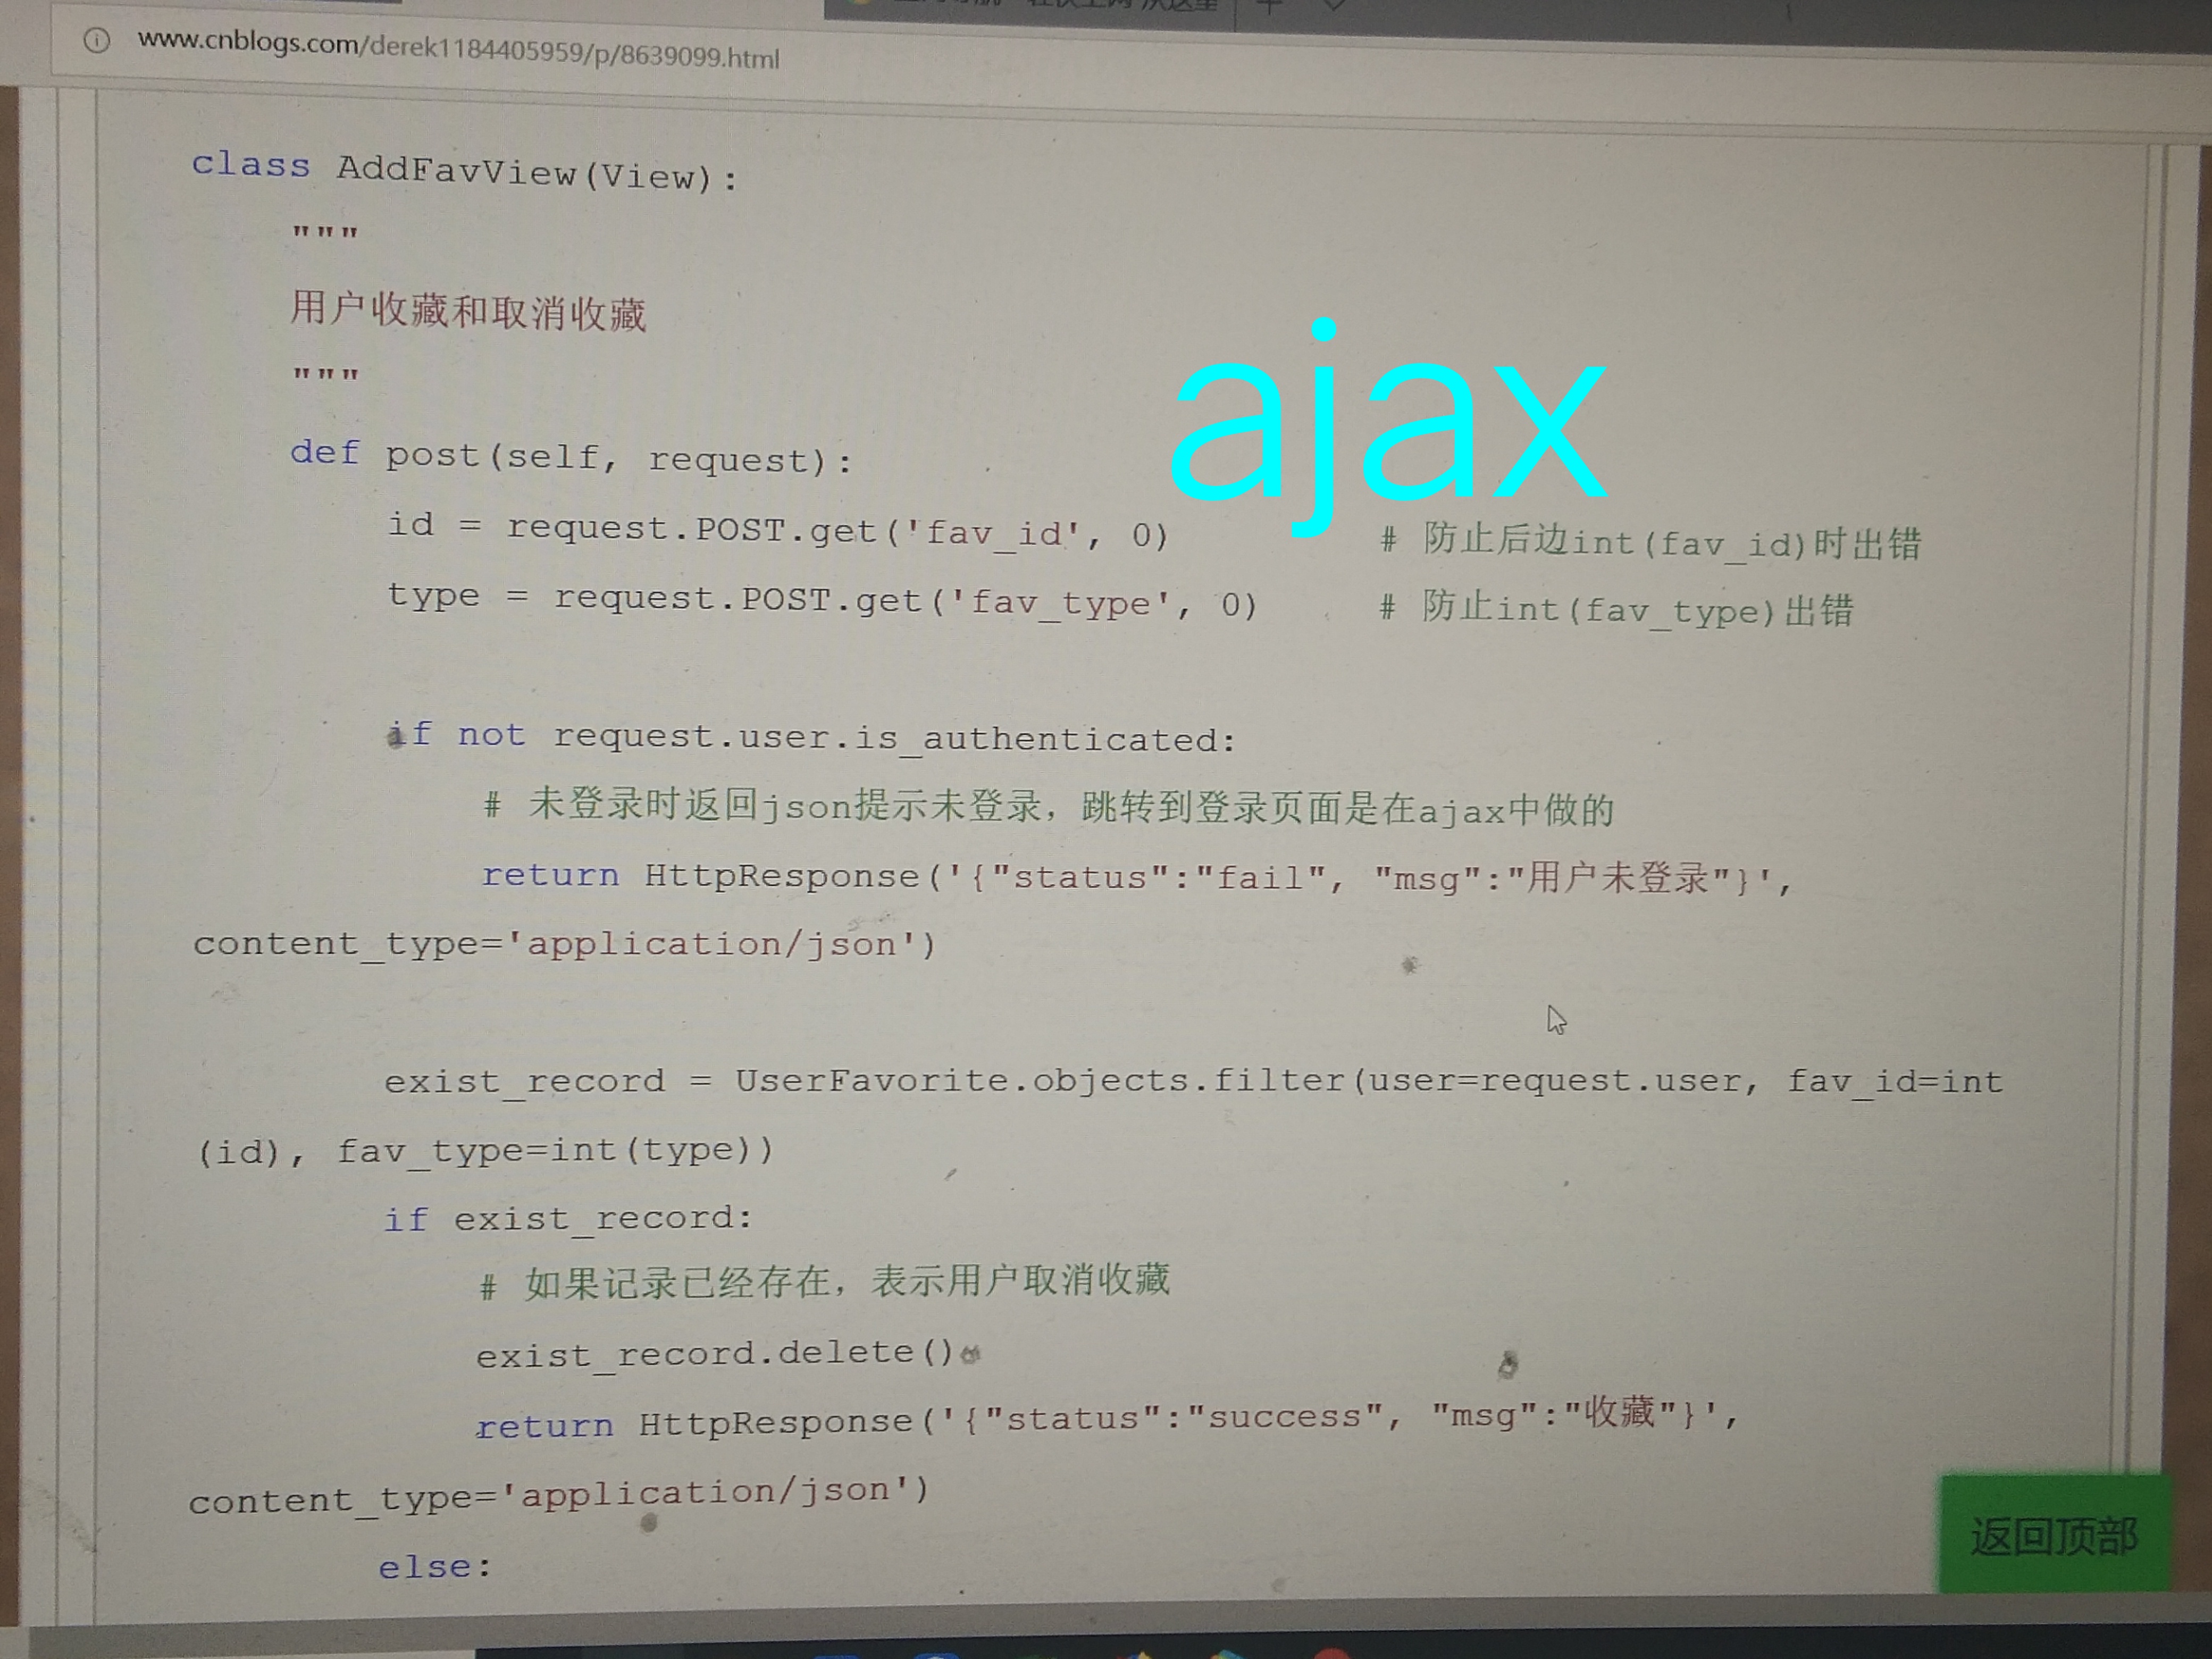 www.cnblogs.com/derek1184405959/p/8639099.html
class AddFavView(View):
"""
用户收藏和取消收藏
"""
ajax
def post(self, request):
id = request.POST.get('fav_id', 0) # 防止后边int(fav_id)时出错
type = request.POST.get('fav_type', 0) # 防止int(fav_type)出错
if not request.user.is_authenticated:
# 未登录时返回json提示未登录，跳转到登录页面是在ajax中做的
return HttpResponse('{"status":"fail", "msg":"用户未登录"}',
content_type='application/json')
exist_record = UserFavorite.objects.filter(user=request.user, fav_id=int
(id), fav_type=int(type))
if exist_record:
# 如果记录已经存在，表示用户取消收藏
exist_record.delete()
return HttpResponse('{"status":"success", "msg":"收藏"}',
content_type='application/json')
else:
返回顶部